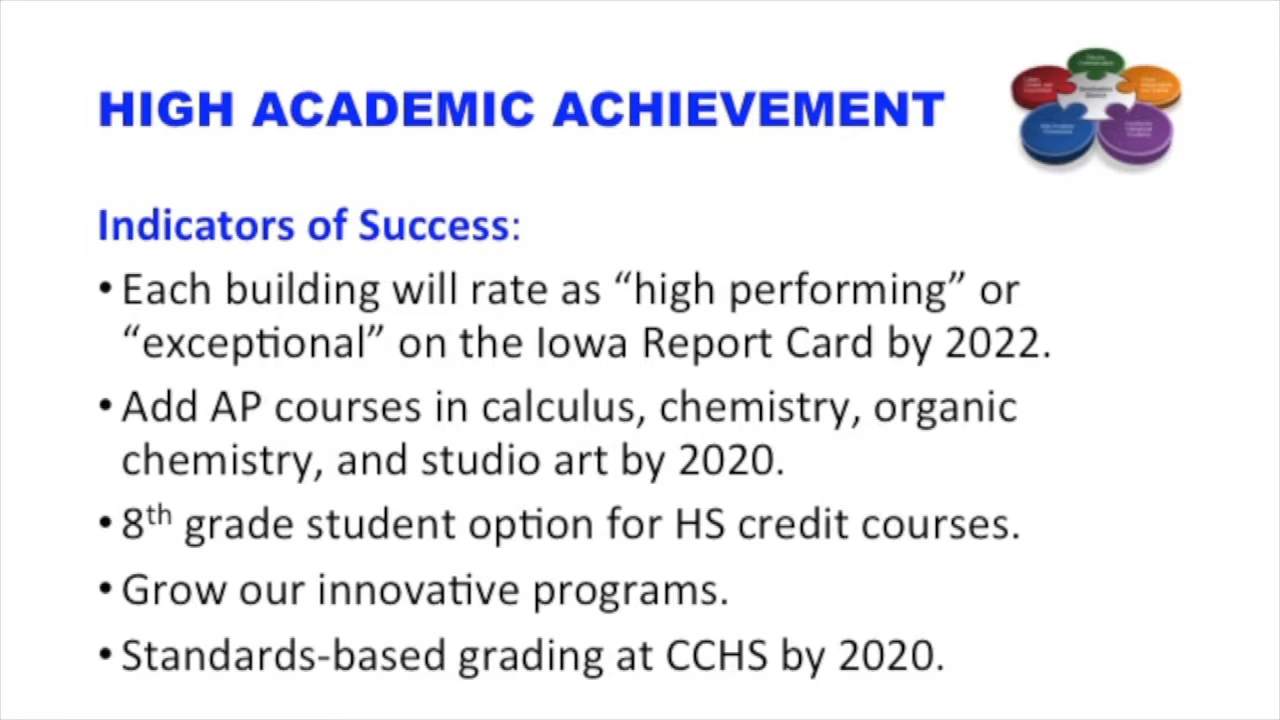 HIGH ACADEMIC ACHIEVEMENT
Indicators of Success:
• Each building will rate as “high performing” or
“exceptional” on the Iowa Report Card by 2022.
• Add AP courses in calculus, chemistry, organic
chemistry, and studio art by 2020.
• 8th grade student option for HS credit courses.
• Grow our innovative programs.
• Standards-based grading at CCHS by 2020.